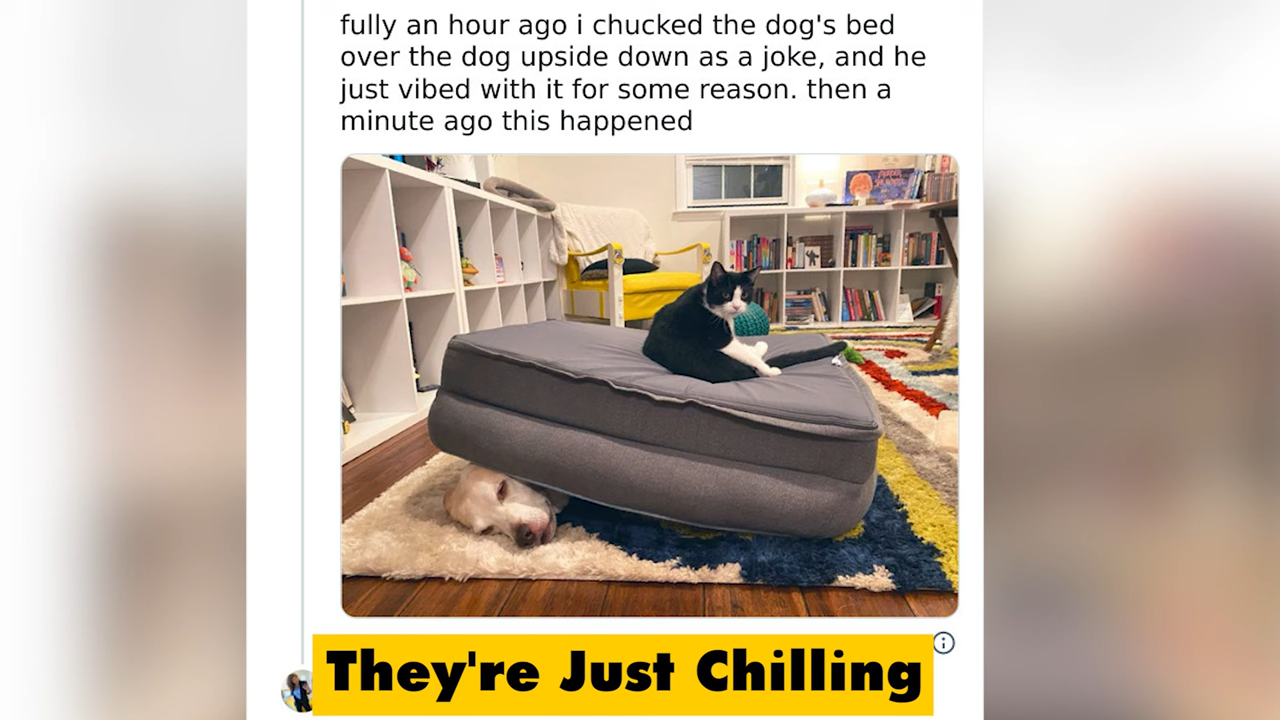 fully an hour ago i chucked the dog's bed
over the dog upside down as a joke, and he
just vibed with it for some reason. then a
minute ago this happened
They're Just Chilling